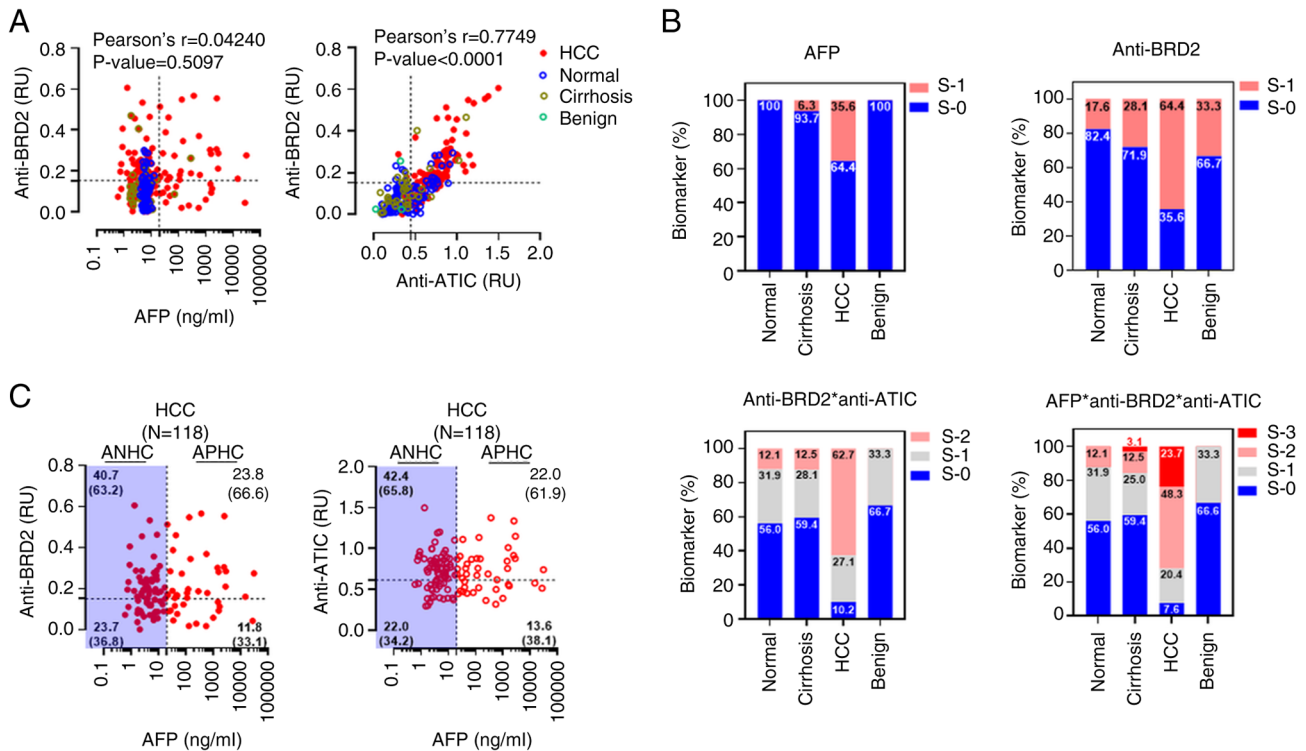 A
Pearson's r=0.04240
P-value=0.5097
Anti-BRD2 (RU)
0.8
0.6
0.4
0.2
0.0
0.1
1
10
100
1000
10000
100000
AFP (ng/ml)
Pearson's r=0.7749
P-value<0.0001
Anti-BRD2 (RU)
0.8
0.6
0.4
0.2
0.0
0.0
0.5
1.0
1.5
2.0
Anti-ATIC (RU)
HCC
Normal
Cirrhosis
Benign
B
AFP
S-1
S-0
Biomarker (%)
100
80
60
40
20
0
100
6.3
93.7
35.6
64.4
100
Normal
Cirrhosis
HCC
Benign
Anti-BRD2
S-1
S-0
Biomarker (%)
100
80
60
40
20
0
17.6
82.4
28.1
71.9
64.4
35.6
33.3
66.7
Normal
Cirrhosis
HCC
Benign
Anti-BRD2*anti-ATIC
S-2
S-1
S-0
Biomarker (%)
100
80
60
40
20
0
12.1
31.9
56.0
12.5
28.1
59.4
62.7
27.1
10.2
33.3
66.7
Normal
Cirrhosis
HCC
Benign
AFP*anti-BRD2*anti-ATIC
S-3
S-2
S-1
S-0
Biomarker (%)
100
80
60
40
20
0
12.1
31.9
56.0
3.1
12.5
25.0
59.4
23.7
48.3
20.4
7.6
33.3
66.6
Normal
Cirrhosis
HCC
Benign
C
HCC
(N=118)
ANHC
APHC
Anti-BRD2 (RU)
0.8
0.6
0.4
0.2
0.0
40.7
(63.2)
23.8
(66.6)
23.7
(36.8)
11.8
(33.1)
0.1
1
10
100
1000
10000
100000
AFP (ng/ml)
HCC
(N=118)
ANHC
APHC
Anti-ATIC (RU)
2.0
1.5
1.0
0.5
0.0
42.4
(65.8)
22.0
(61.9)
22.0
(34.2)
13.6
(38.1)
0.1
1
10
100
1000
10000
100000
AFP (ng/ml)